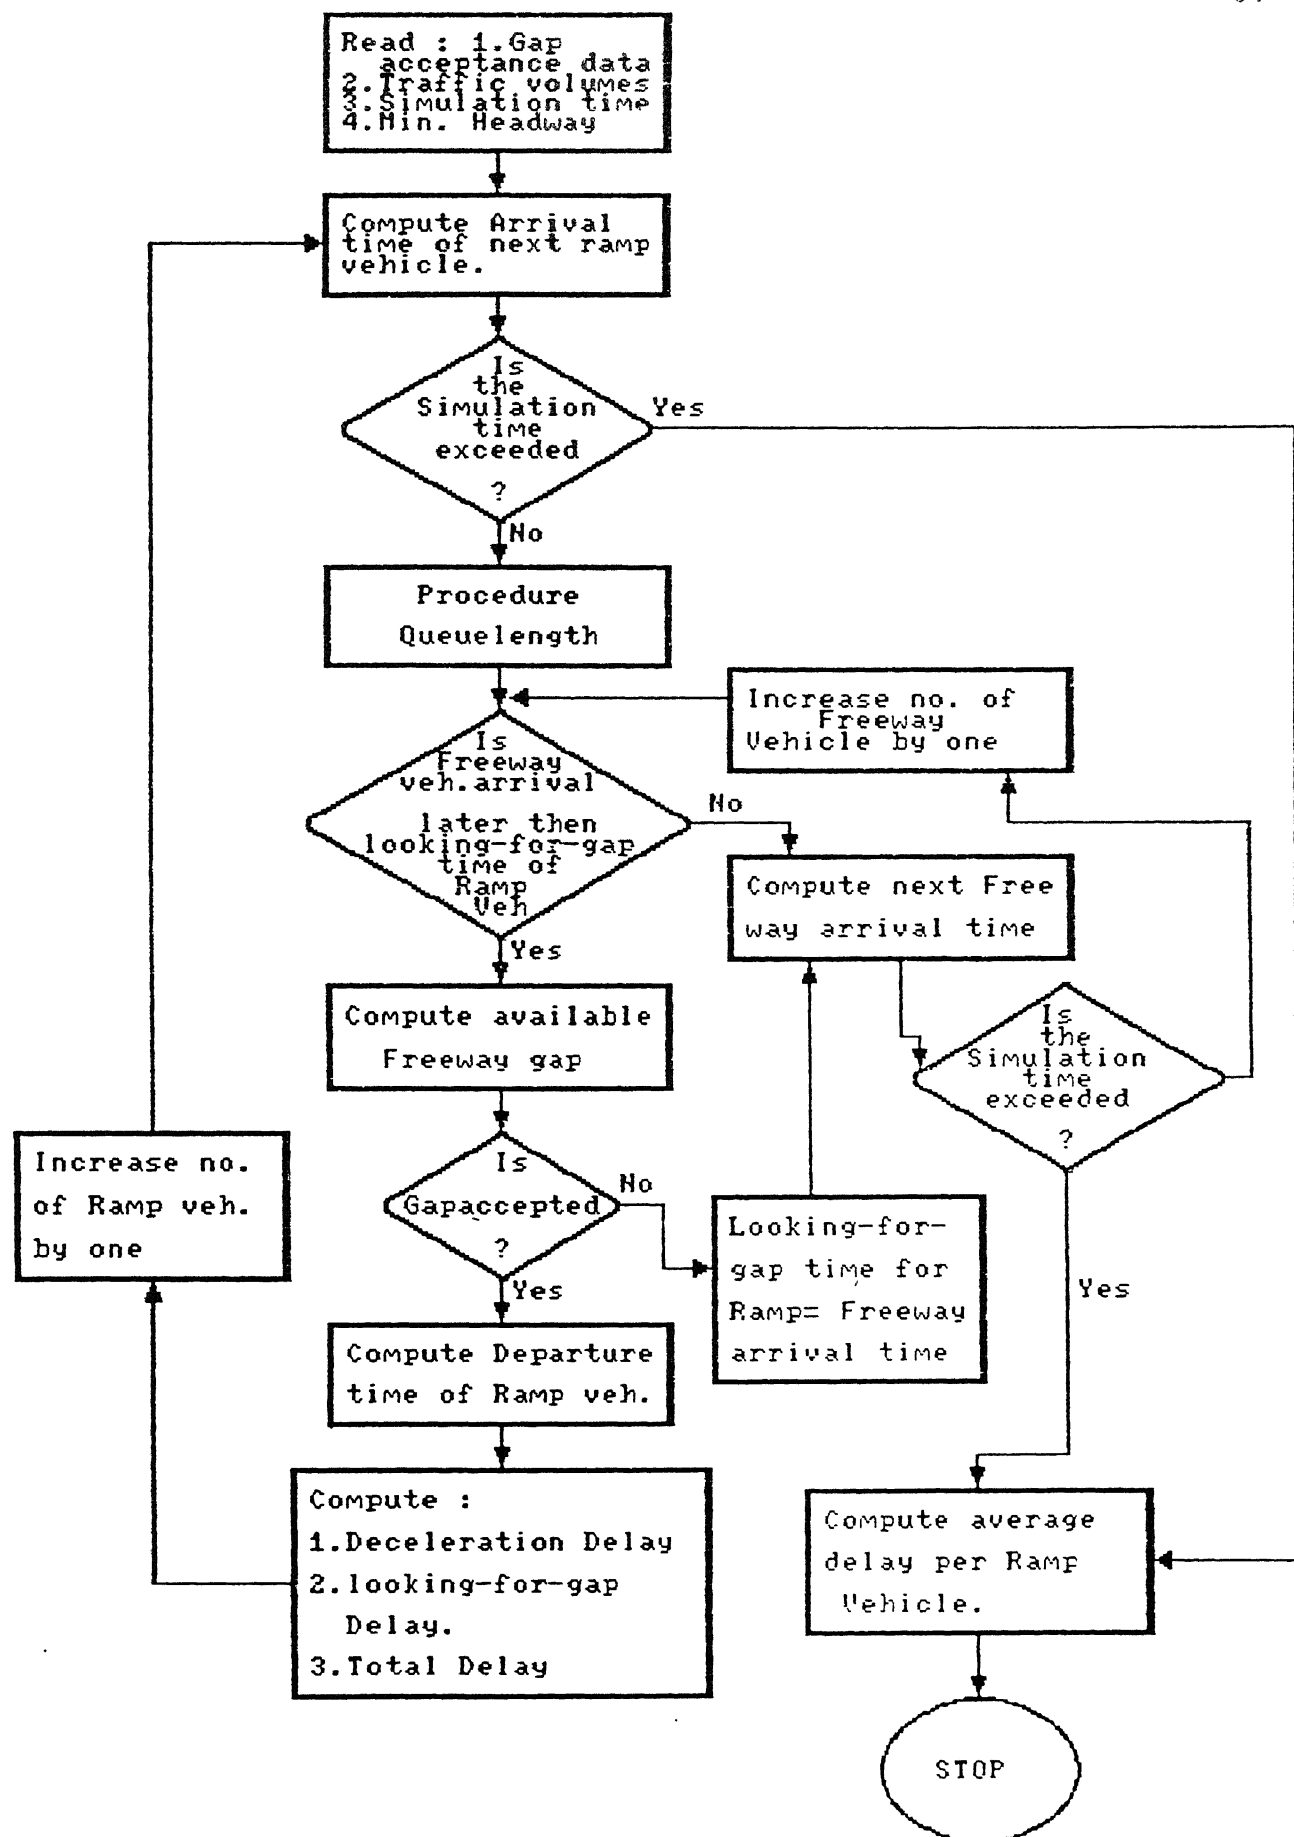 Read : 1.Gap
acceptance data
2.Traffic volumes
3.Simulation time
4.Min. Headway
Compute Arrival
time of next ramp
vehicle.
Is
the
Simulation
time
exceeded
?
Yes
No
Procedure
Queuelength
Increase no. of
Freeway
Vehicle by one
Is
Freeway
veh.arrival
later then
looking-for-gap
time of
Ramp
Veh
No
Yes
Compute next Free
way arrival time
Compute available
Freeway gap
Is
the
Simulation
time
exceeded
?
Yes
Is
Gapaccepted
?
No
Yes
Looking-for-
gap time for
Ramp= Freeway
arrival time
Increase no.
of Ramp veh.
by one
Compute Departure
time of Ramp veh.
Compute :
1.Deceleration Delay
2.looking-for-gap
Delay.
3.Total Delay
Compute average
delay per Ramp
Vehicle.
STOP